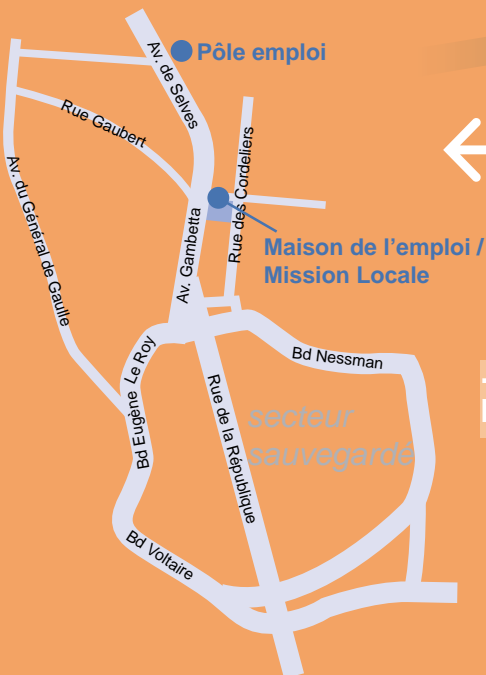 Pôle emploi
Av. de Selves
Rue Gaubert
Rue des Cordeliers
Av. du Général de Gaulle
Av. Gambetta
Maison de l'emploi /
Mission Locale
Bd Eugène Le Roy
Bd Nessman
Rue de la République
secteur
sauvegardé
Bd Voltaire